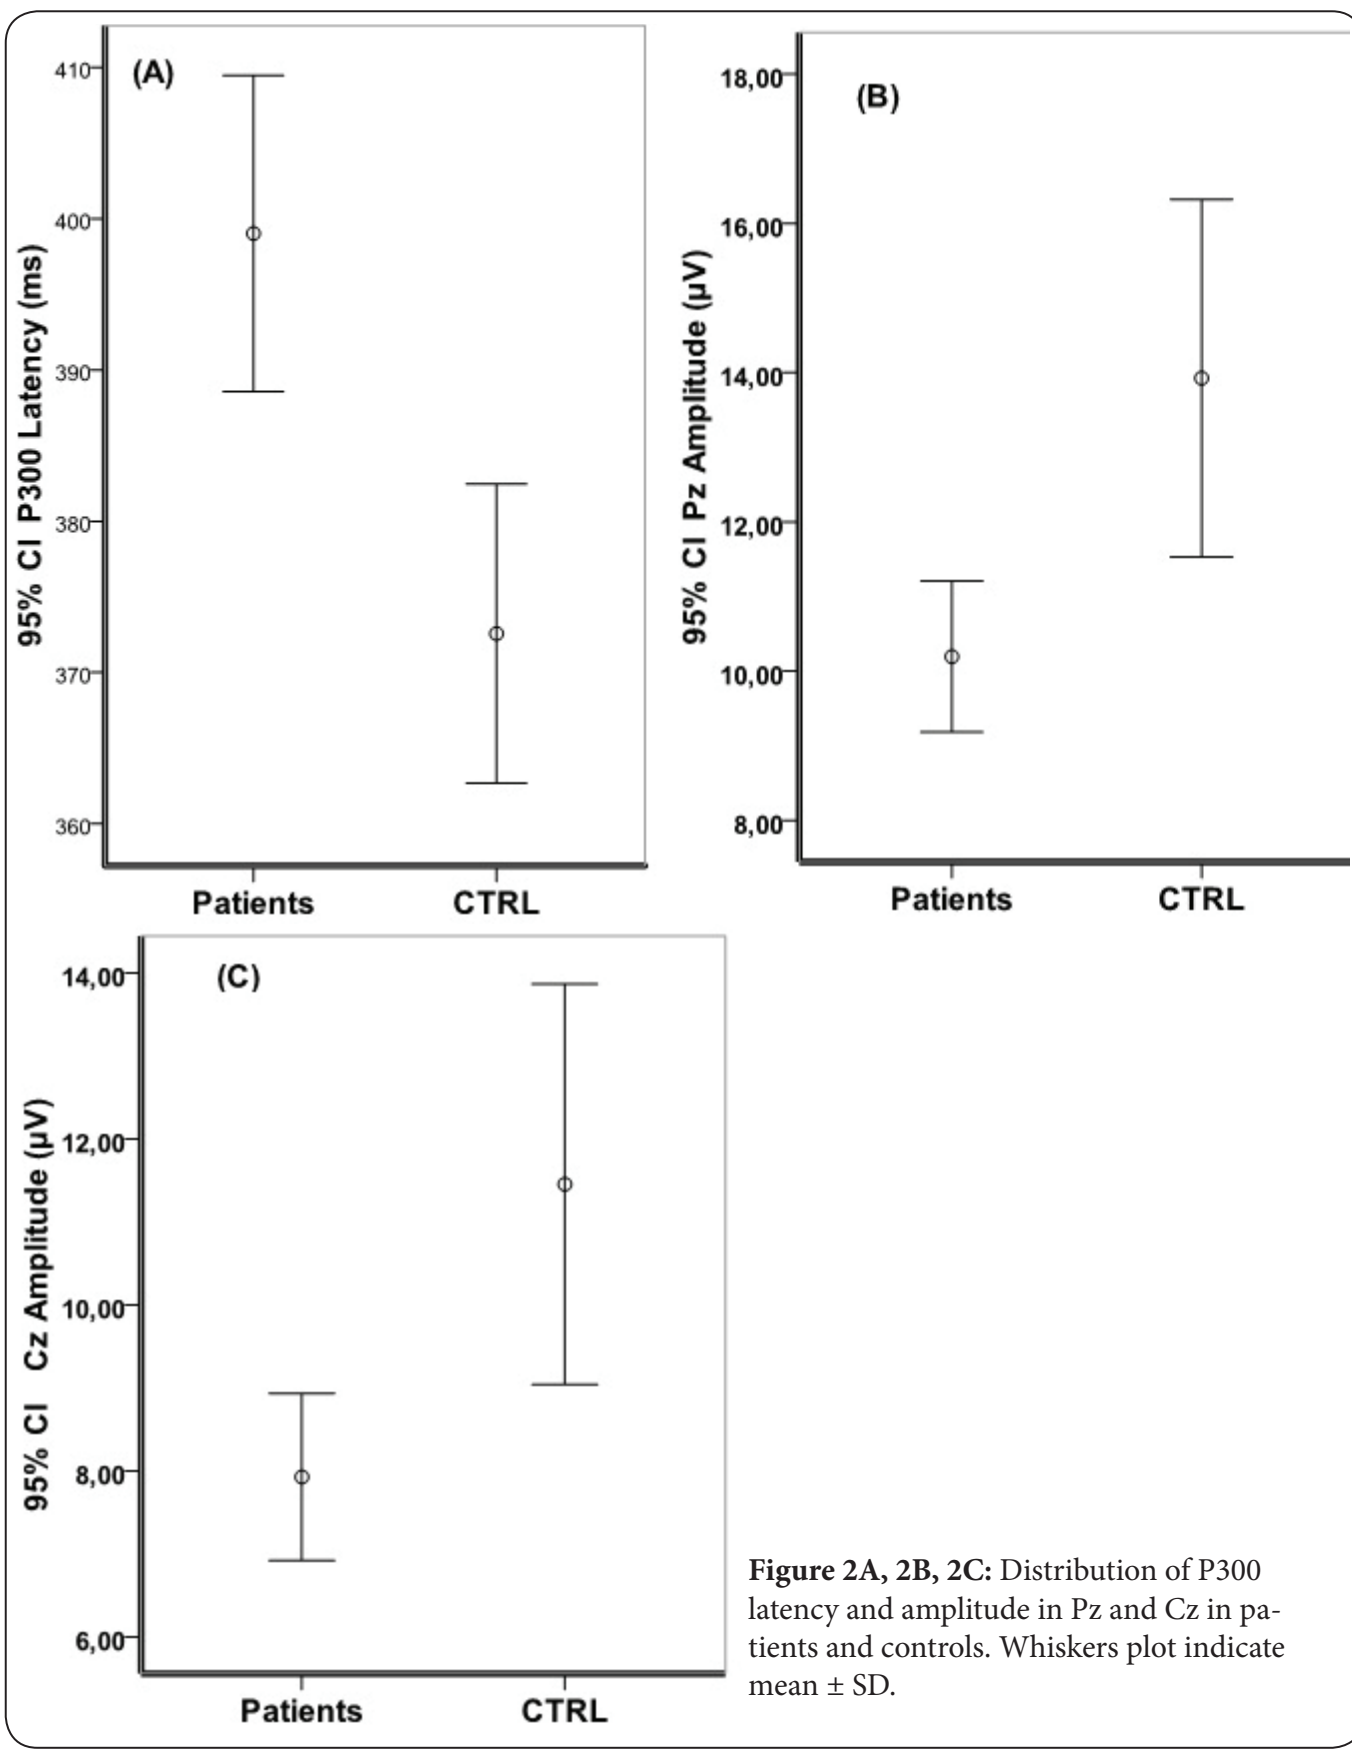 (A)
95% CI P300 Latency (ms)
410
400
390
380
370
360
Patients CTRL
(B)
95% CI Pz Amplitude (µV)
18,00
16,00
14,00
12,00
10,00
8,00
Patients CTRL
(C)
95% CI Cz Amplitude (µV)
14,00
12,00
10,00
8,00
6,00
Patients CTRL
Figure 2A, 2B, 2C: Distribution of P300
latency and amplitude in Pz and Cz in pa-
tients and controls. Whiskers plot indicate
mean ± SD.